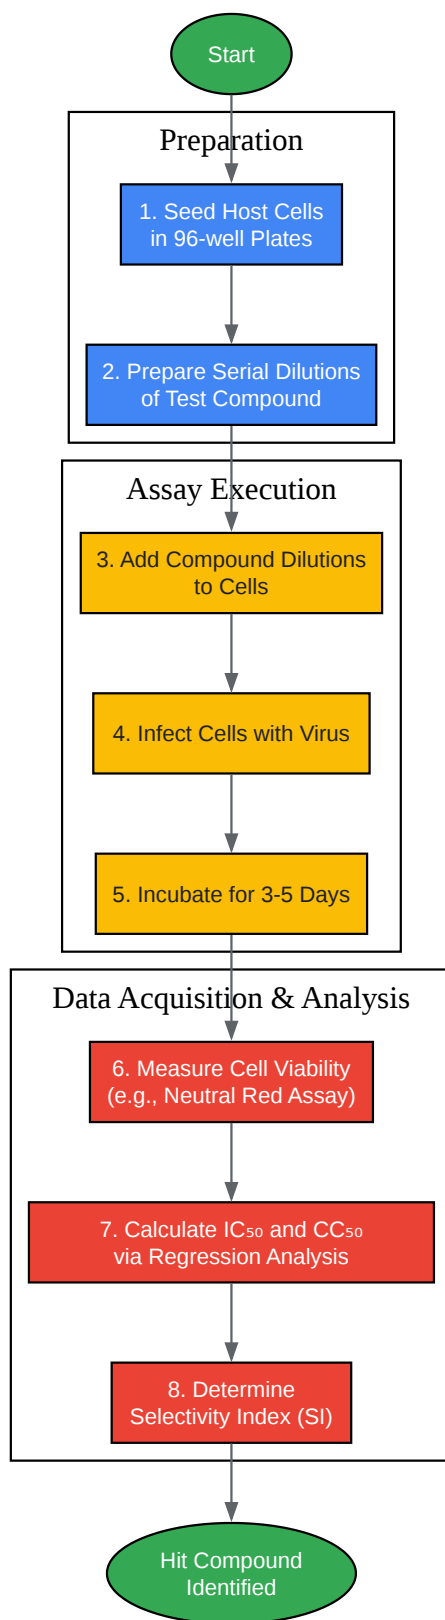 Start
Preparation
1. Seed Host Cells
in 96-well Plates
2. Prepare Serial Dilutions
of Test Compound
Assay Execution
3. Add Compound Dilutions
to Cells
4. Infect Cells with Virus
5. Incubate for 3-5 Days
Data Acquisition & Analysis
6. Measure Cell Viability
(e.g., Neutral Red Assay)
7. Calculate IC₅₀ and CC₅₀
via Regression Analysis
8. Determine
Selectivity Index (SI)
Hit Compound
Identified